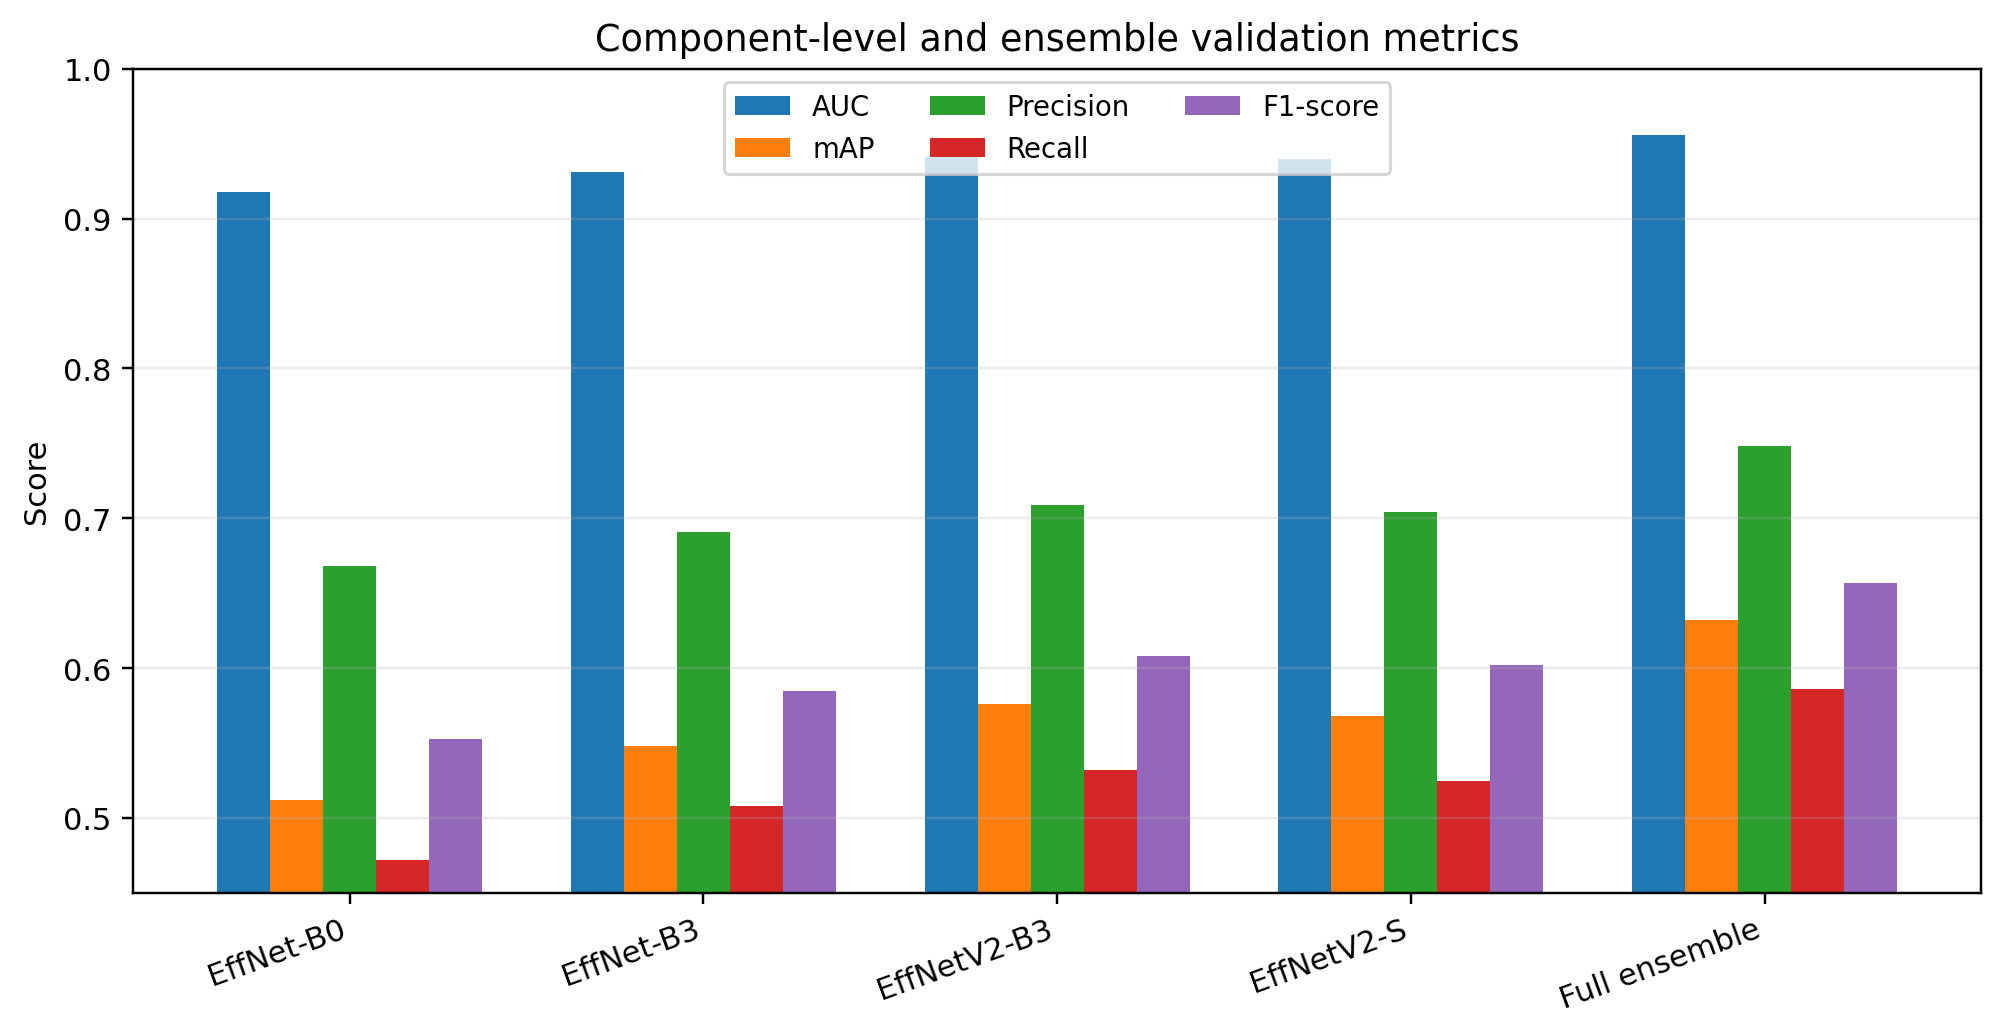 Component-level and ensemble validation metrics
1.0
0.9
0.8
0.7
0.6
0.5
Score
AUC
mAP
Precision
Recall
F1-score
EffNet-B0
EffNet-B3
EffNetV2-B3
EffNetV2-S
Full ensemble